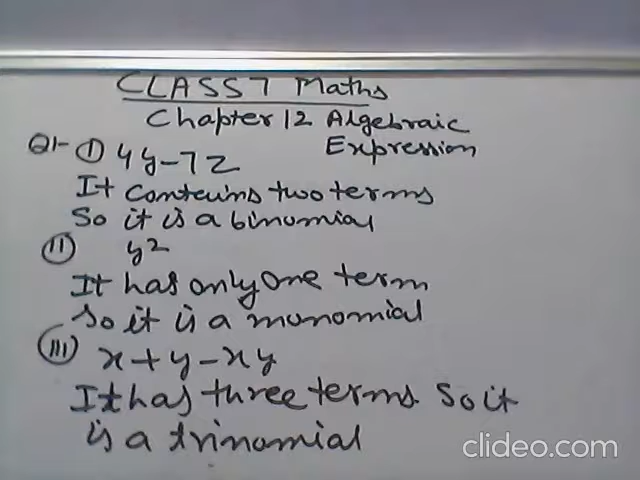 CLASS 7 Maths
Chapter 12 Algebraic
Expression
Q1- (i) 4y-7z
It contains two terms
So it is a binomial
(ii) y2
It has only one term
So it is a monomial
(iii) x+y-xy
It has three terms. So it
is a trinomial
clideo.com